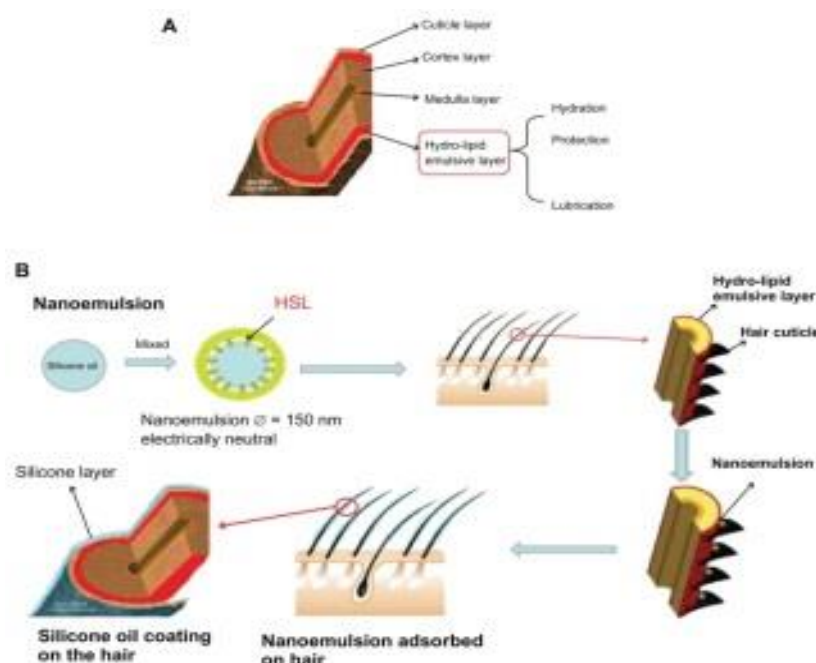 A
Cuticle layer
Cortex layer
Medulla layer
Hydro-lipid
emulsive layer
Hydration
Protection
Lubrication
B
Nanoemulsion
Silicone oil
Mixed
HSL
Nanoemulsion ∅ = 150 nm
electrically neutral
Hydro-lipid
emulsive layer
Hair cuticle
Nanoemulsion
Silicone layer
Silicone oil coating
on the hair
Nanoemulsion adsorbed
on hair